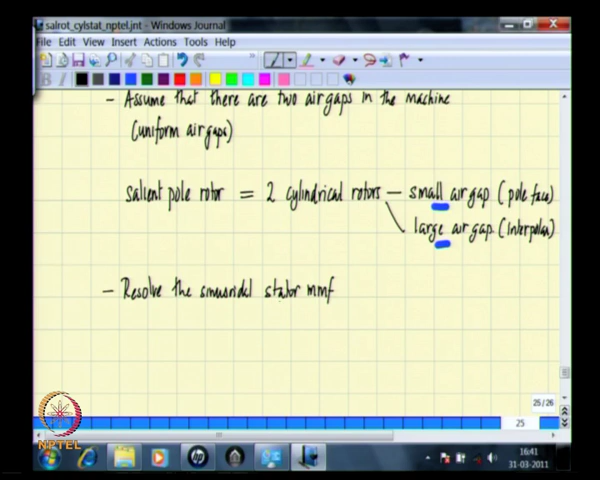 salrot_cylstat_nptel.jnt - Windows Journal
File Edit View Insert Actions Tools Help
B I
- Assume that there are two airgaps in the machine
(uniform airgaps)
salient pole rotor = 2 cylindrical rotors — small airgap (pole face)
large airgap (interpolar)
- Resolve the sinusoidal stator mmf
25/26
25
NPTEL
16:41
31-03-2011